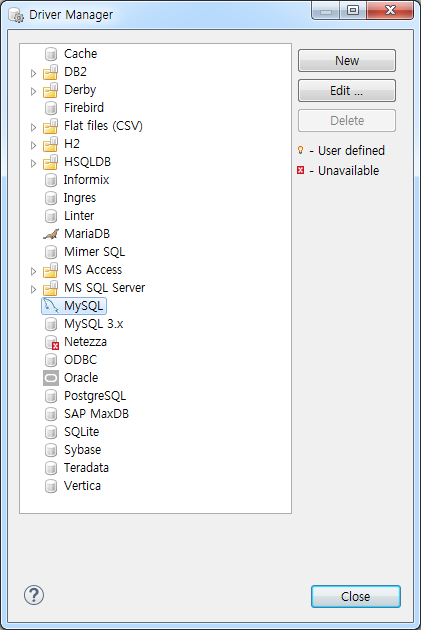 Driver Manager
Cache
DB2
Derby
Firebird
Flat files (CSV)
H2
HSQLDB
Informix
Ingres
Linter
MariaDB
Mimer SQL
MS Access
MS SQL Server
MySQL
MySQL 3.x
Netezza
ODBC
Oracle
PostgreSQL
SAP MaxDB
SQLite
Sybase
Teradata
Vertica
New
Edit ...
Delete
- User defined
- Unavailable
?
Close